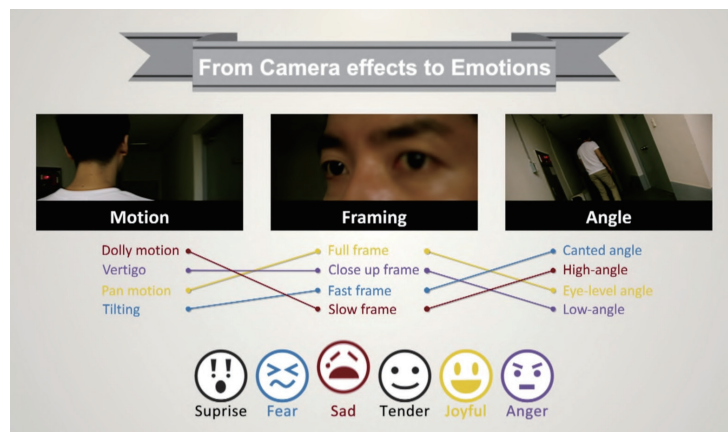 From Camera effects to Emotions
Motion
Framing
Angle
Dolly motion
Vertigo
Pan motion
Tilting
Full frame
Close up frame
Fast frame
Slow frame
Canted angle
High-angle
Eye-level angle
Low-angle
Suprise
Fear
Sad
Tender
Joyful
Anger